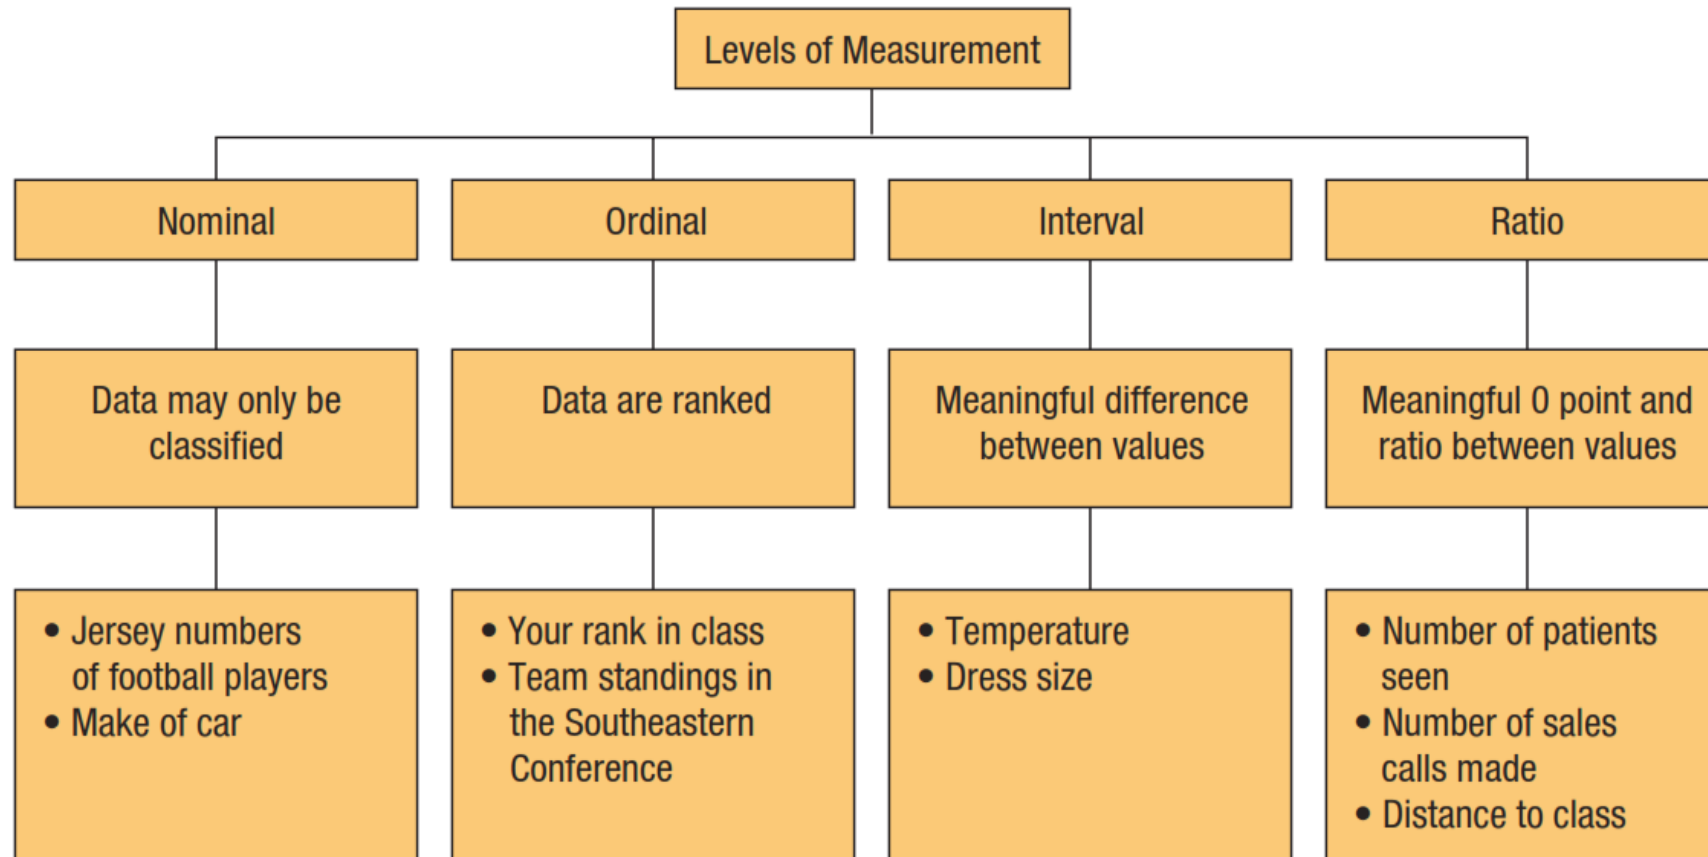 Levels of Measurement
Nominal
Ordinal
Interval
Ratio
Data may only be
classified
Data are ranked
Meaningful difference
between values
Meaningful 0 point and
ratio between values
• Jersey numbers
of football players
• Make of car
• Your rank in class
• Team standings in
the Southeastern
Conference
• Temperature
• Dress size
• Number of patients
seen
• Number of sales
calls made
• Distance to class